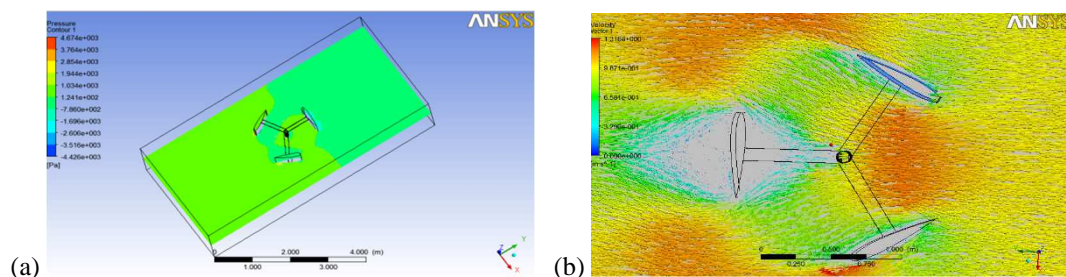 Pressure
Contour 1
4.674e+003
3.764e+003
2.854e+003
1.944e+003
1.034e+003
1.241e+002
-7.860e+002
-1.696e+003
-2.606e+003
-3.516e+003
-4.426e+003
[Pa]
ANSYS
0 2.000 4.000 (m)
1.000 3.000
Z Y
X
(a)
Velocity
Vector 1
ANSYS
0.500 1.000 (m)
0.250 0.750
(b)